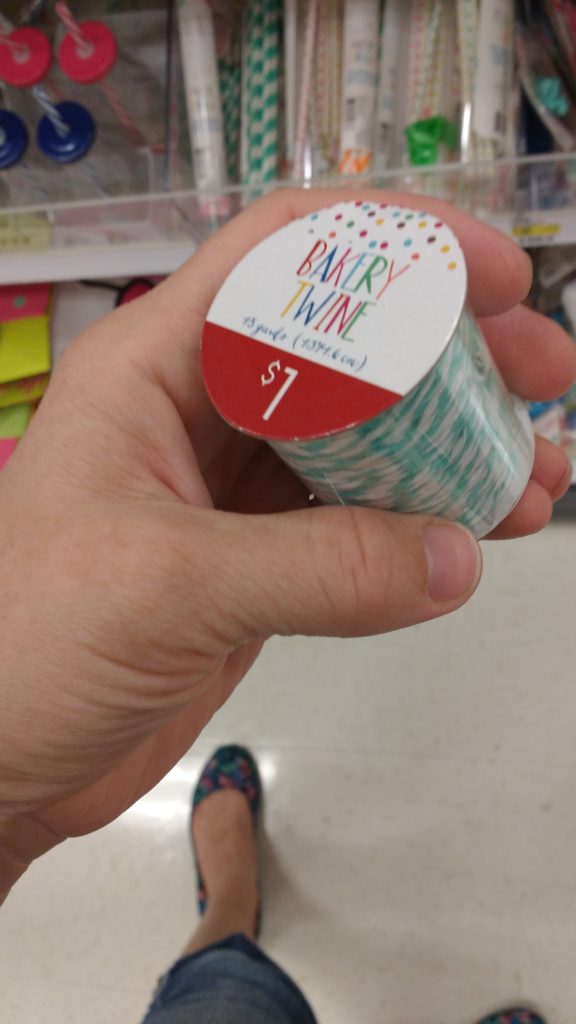 BAKERY
TWINE
15 yards (1371.6 cm)
$1